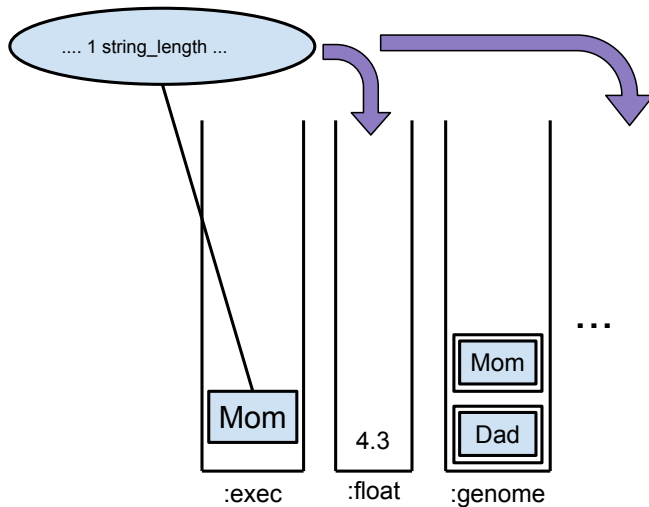 .... 1 string_length ...
...
Mom
Mom
Dad
4.3
:exec
:float
:genome